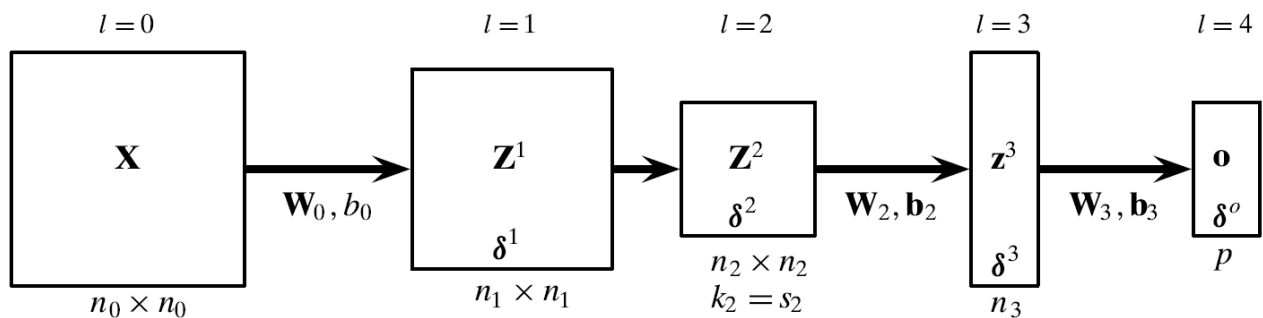 l = 0 l = 1 l = 2 l = 3 l = 4
X Z¹ Z² z³ o
W₀, b₀ δ¹ δ² W₂, b₂ δ³ W₃, b₃ δᵒ
n₀ × n₀ n₁ × n₁ n₂ × n₂ n₃ p
k₂ = s₂